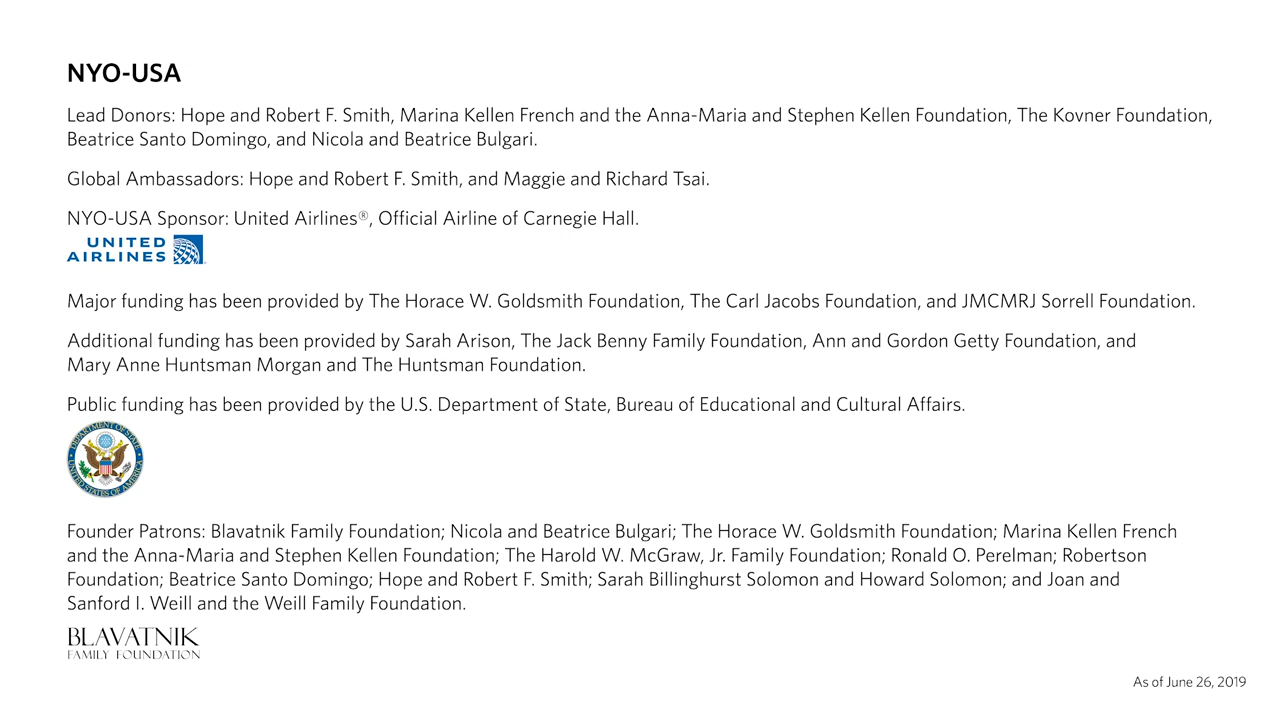 NYO-USA
Lead Donors: Hope and Robert F. Smith, Marina Kellen French and the Anna-Maria and Stephen Kellen Foundation, The Kovner Foundation,
Beatrice Santo Domingo, and Nicola and Beatrice Bulgari.
Global Ambassadors: Hope and Robert F. Smith, and Maggie and Richard Tsai.
NYO-USA Sponsor: United Airlines®, Official Airline of Carnegie Hall.
UNITED
AIRLINES
Major funding has been provided by The Horace W. Goldsmith Foundation, The Carl Jacobs Foundation, and JMCMRJ Sorrell Foundation.
Additional funding has been provided by Sarah Arison, The Jack Benny Family Foundation, Ann and Gordon Getty Foundation, and
Mary Anne Huntsman Morgan and The Huntsman Foundation.
Public funding has been provided by the U.S. Department of State, Bureau of Educational and Cultural Affairs.
DEPARTMENT OF STATE
UNITED STATES OF AMERICA
Founder Patrons: Blavatnik Family Foundation; Nicola and Beatrice Bulgari; The Horace W. Goldsmith Foundation; Marina Kellen French
and the Anna-Maria and Stephen Kellen Foundation; The Harold W. McGraw, Jr. Family Foundation; Ronald O. Perelman; Robertson
Foundation; Beatrice Santo Domingo; Hope and Robert F. Smith; Sarah Billinghurst Solomon and Howard Solomon; and Joan and
Sanford I. Weill and the Weill Family Foundation.
BLAVATNIK
FAMILY FOUNDATION
As of June 26, 2019